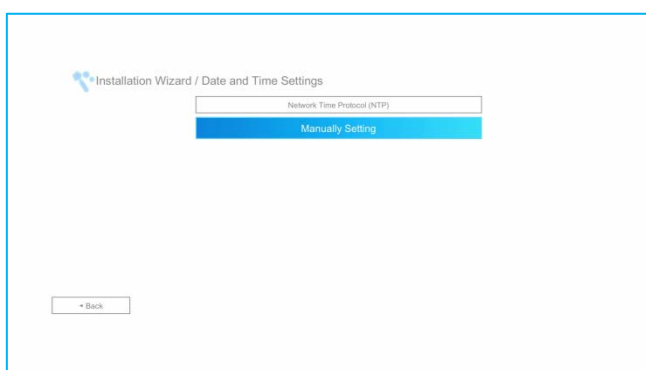 Installation Wizard / Date and Time Settings
Network Time Protocol (NTP)
Manually Setting
◂ Back